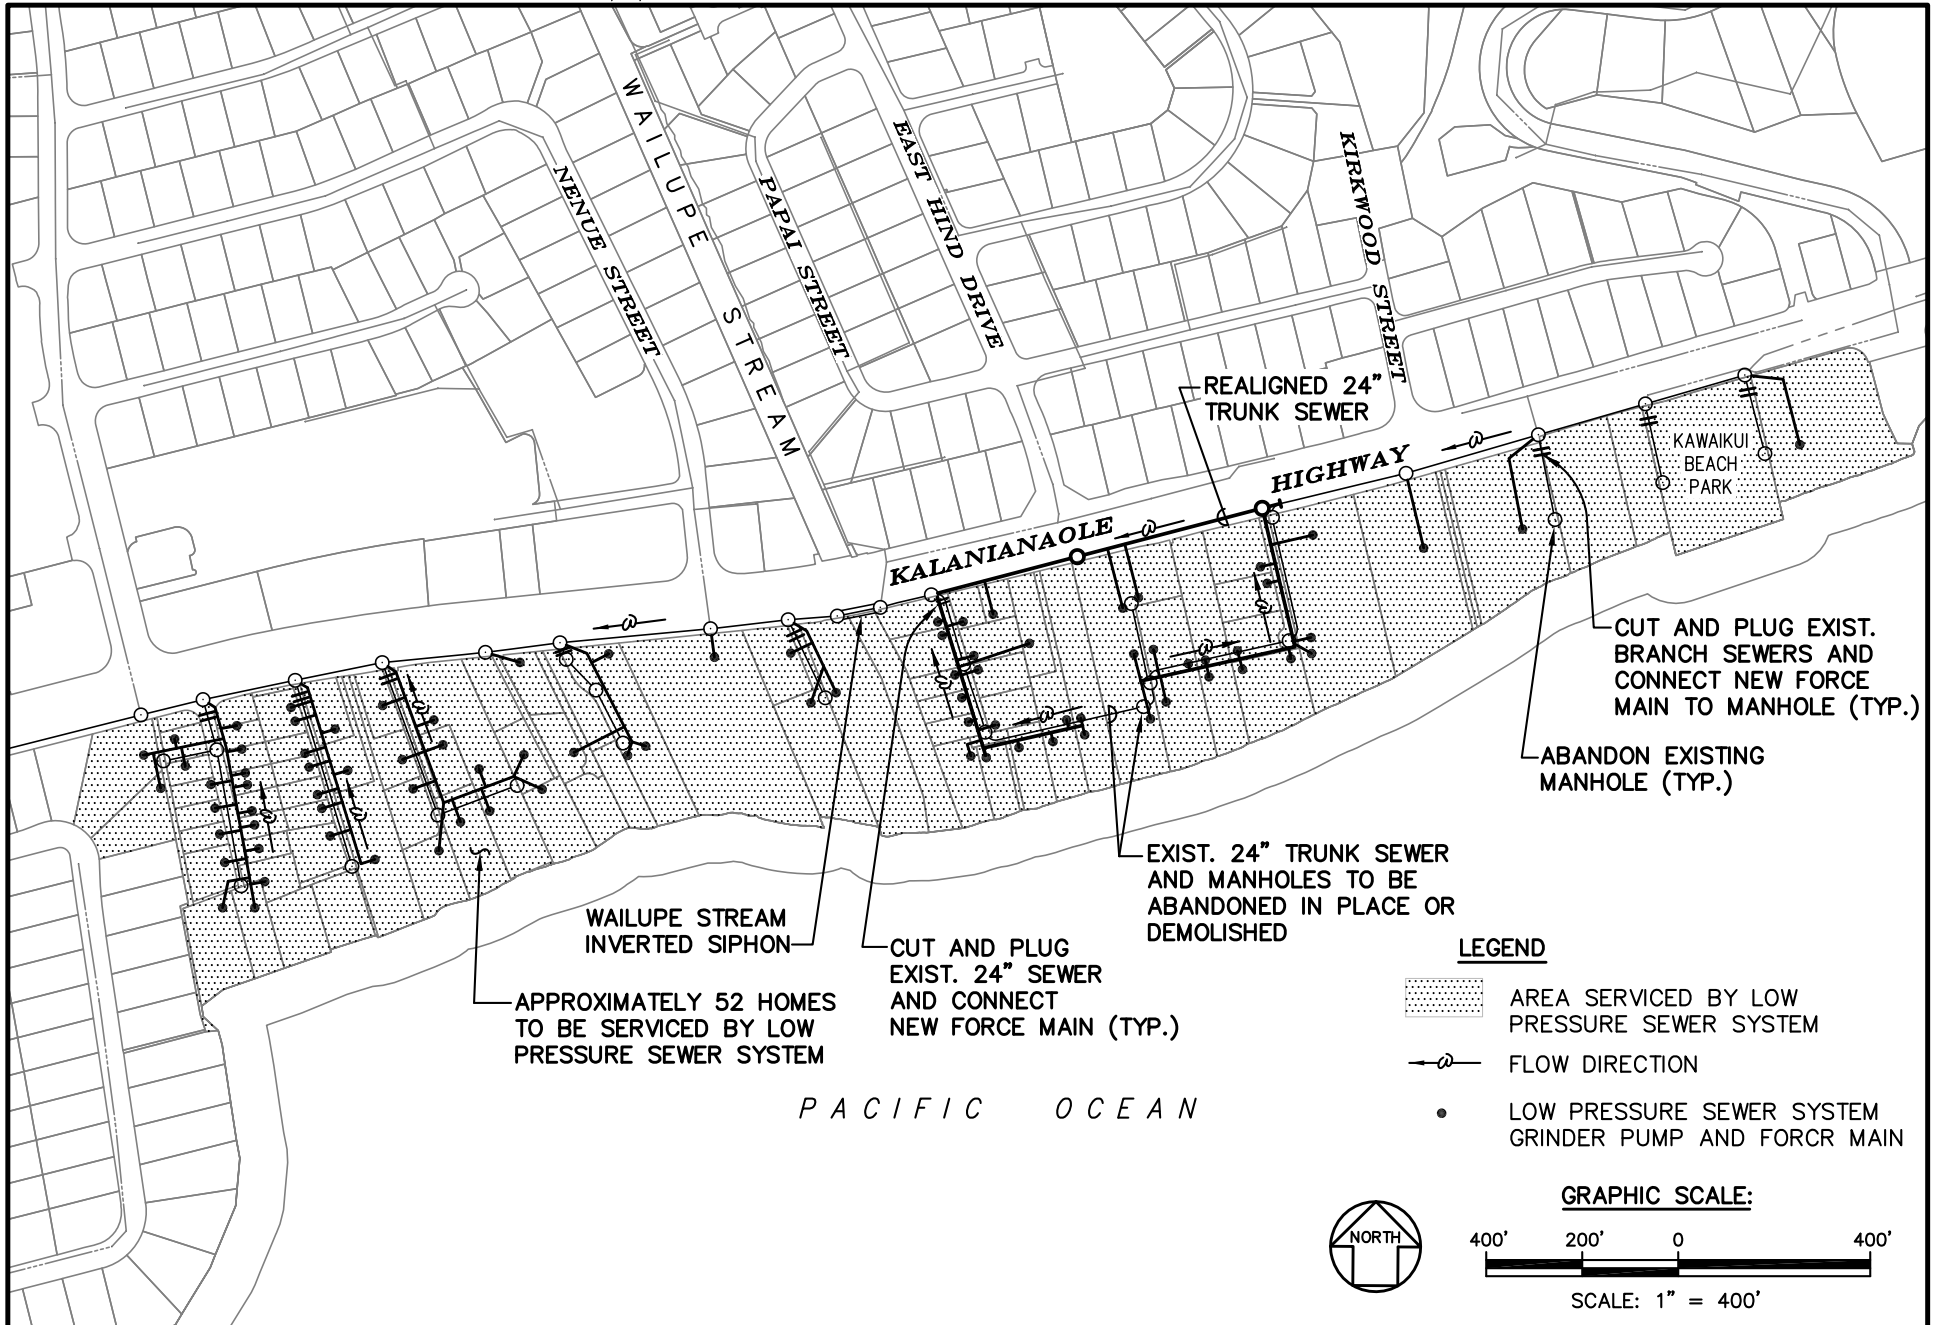 WAILUPE STREAM
NENUE STREET
PAPAI STREET
EAST HIND DRIVE
KIRKWOOD STREET
REALIGNED 24”
TRUNK SEWER
KALANIANAOLE HIGHWAY
KAWAIKUI
BEACH
PARK
CUT AND PLUG EXIST.
BRANCH SEWERS AND
CONNECT NEW FORCE
MAIN TO MANHOLE (TYP.)
ABANDON EXISTING
MANHOLE (TYP.)
EXIST. 24” TRUNK SEWER
AND MANHOLES TO BE
ABANDONED IN PLACE OR
DEMOLISHED
WAILUPE STREAM
INVERTED SIPHON
CUT AND PLUG
EXIST. 24” SEWER
AND CONNECT
NEW FORCE MAIN (TYP.)
APPROXIMATELY 52 HOMES
TO BE SERVICED BY LOW
PRESSURE SEWER SYSTEM
PACIFIC OCEAN
LEGEND
AREA SERVICED BY LOW
PRESSURE SEWER SYSTEM
FLOW DIRECTION
LOW PRESSURE SEWER SYSTEM
GRINDER PUMP AND FORCR MAIN
NORTH
GRAPHIC SCALE:
400' 200' 0 400'
SCALE: 1” = 400'